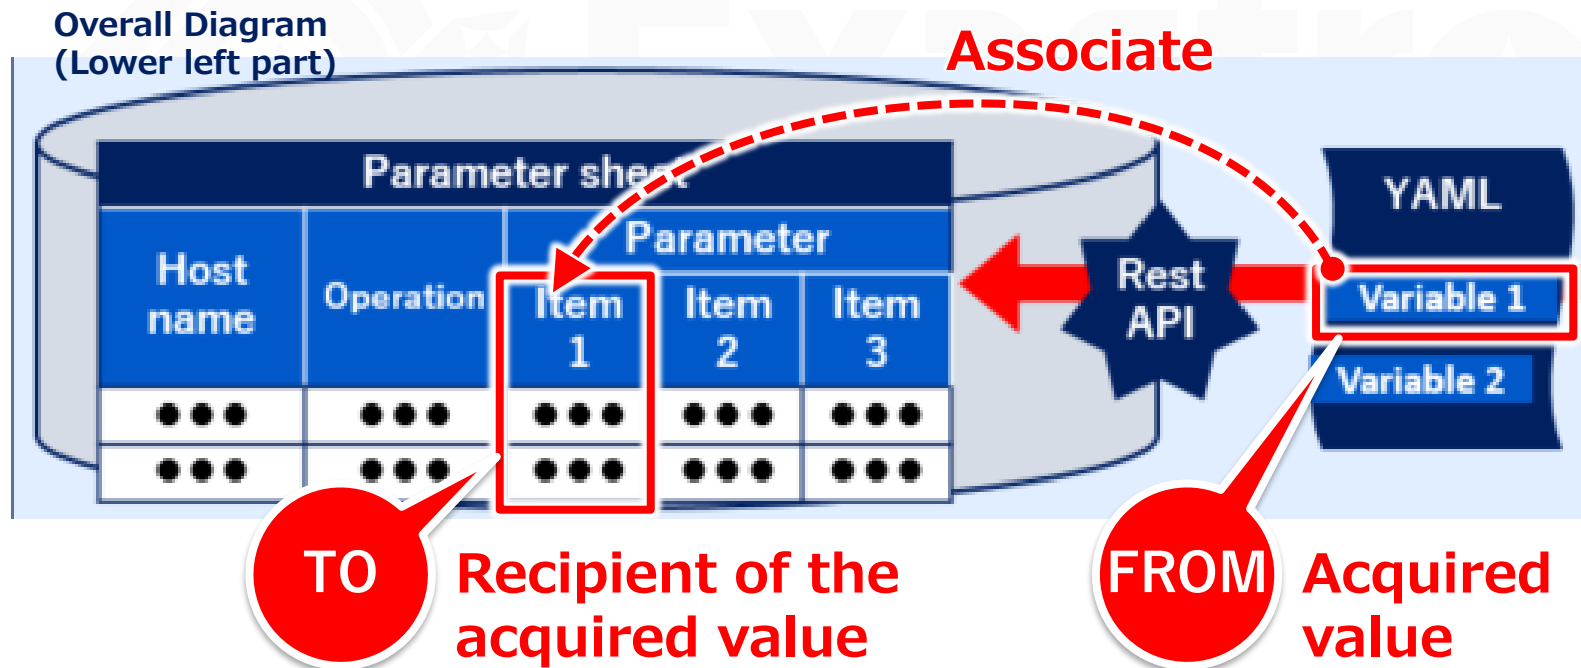 Overall Diagram
(Lower left part)
Associate
Parameter sheet
Host
name
Operation
Parameter
Item
1
Item
2
Item
3
Rest
API
YAML
Variable 1
Variable 2
TO
Recipient of the
acquired value
FROM
Acquired
value